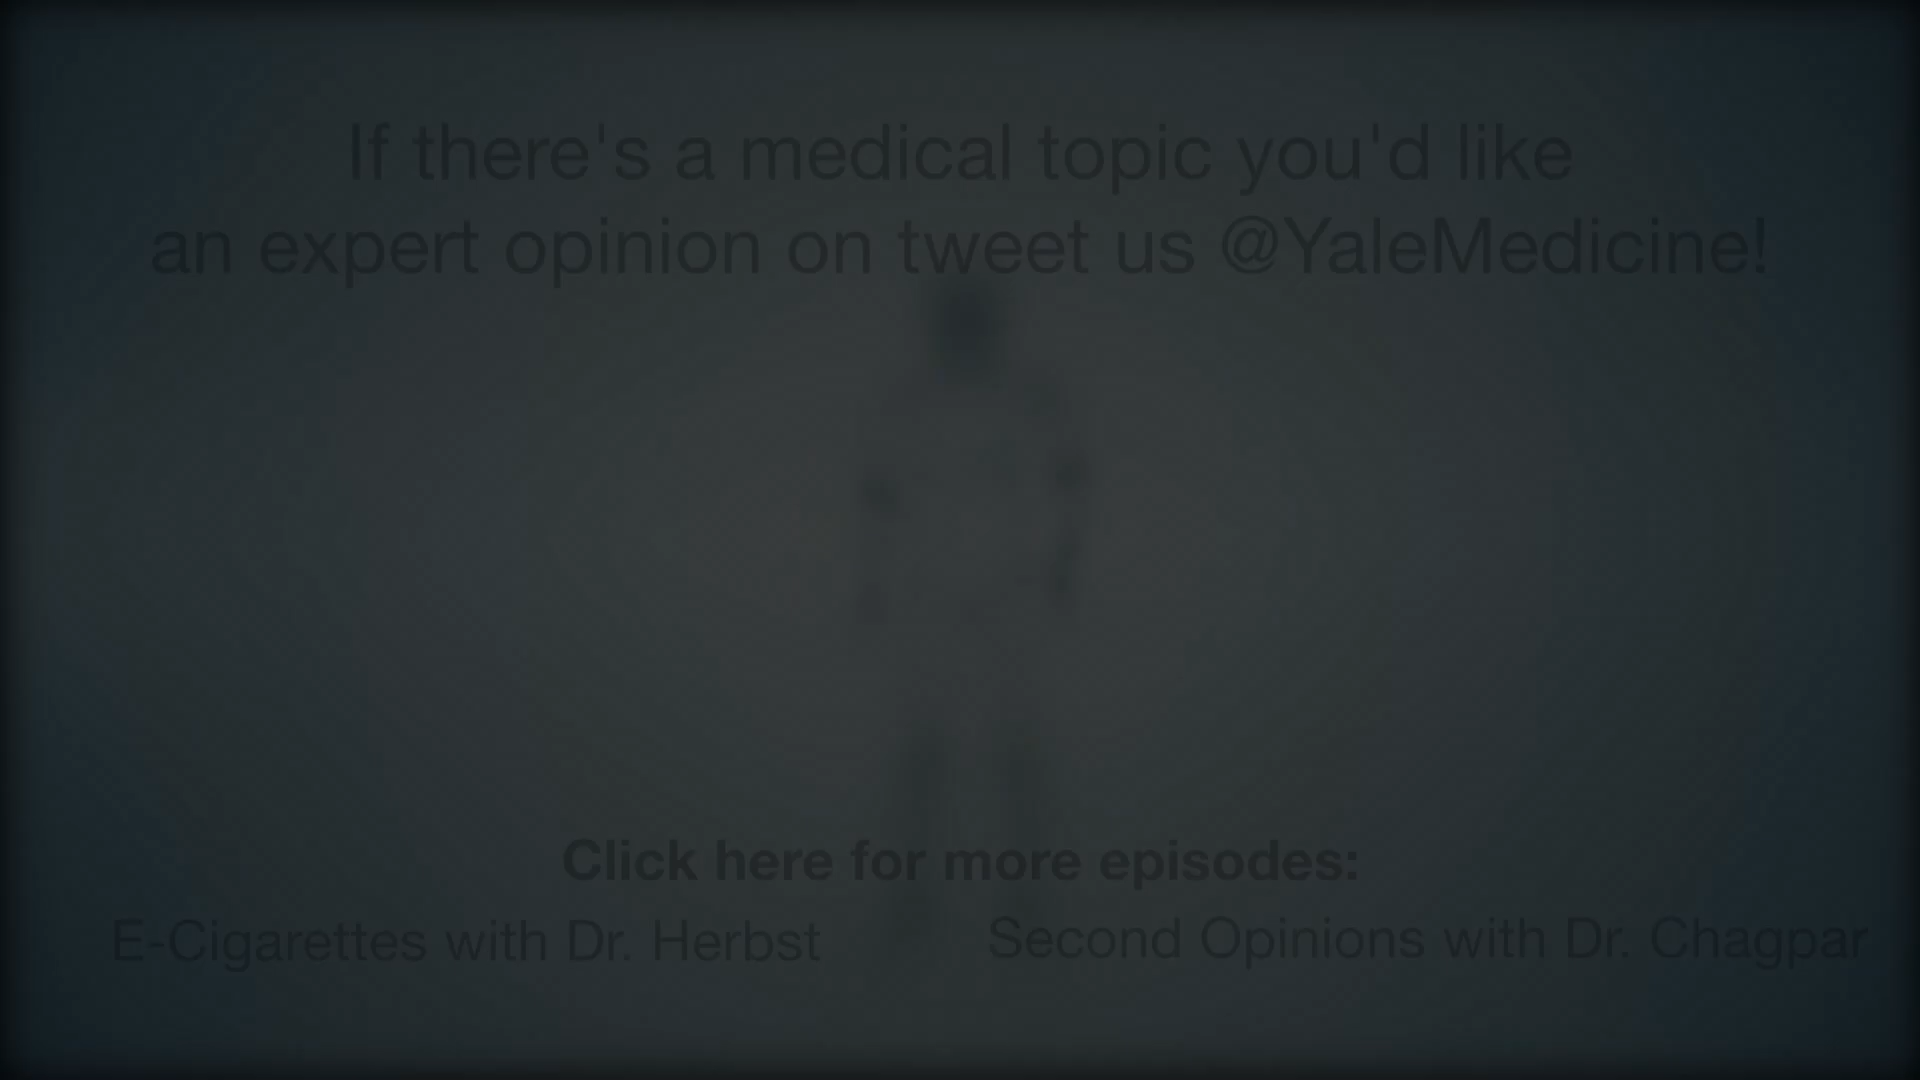 If there's a medical topic you'd like
an expert opinion on tweet us @YaleMedicine!
Click here for more episodes:
E-Cigarettes with Dr. Herbst
Second Opinions with Dr. Chagpar